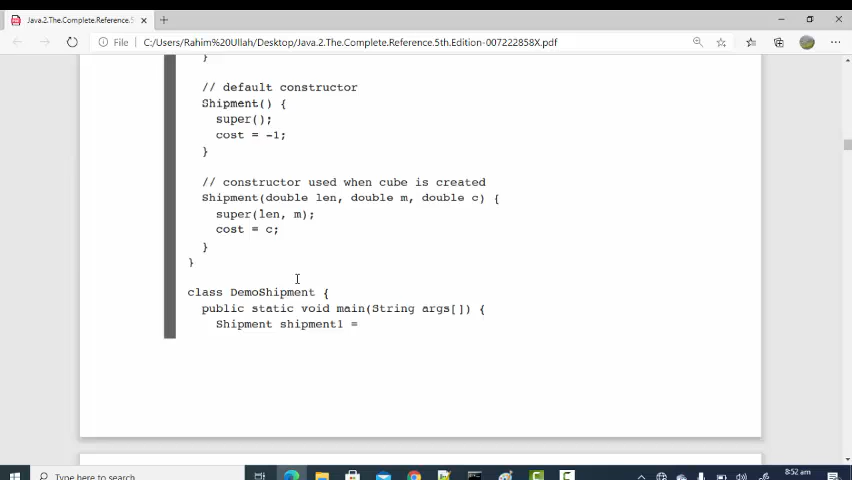 Java.2.The.Complete.Reference.5
File
C:/Users/Rahim%20Ullah/Desktop/Java.2.The.Complete.Reference.5th.Edition-007222858X.pdf
}
// default constructor
Shipment() {
super();
cost = -1;
}
// constructor used when cube is created
Shipment(double len, double m, double c) {
super(len, m);
cost = c;
}
}
class DemoShipment {
public static void main(String args[]) {
Shipment shipment1 =
Type here to search
8:52 am